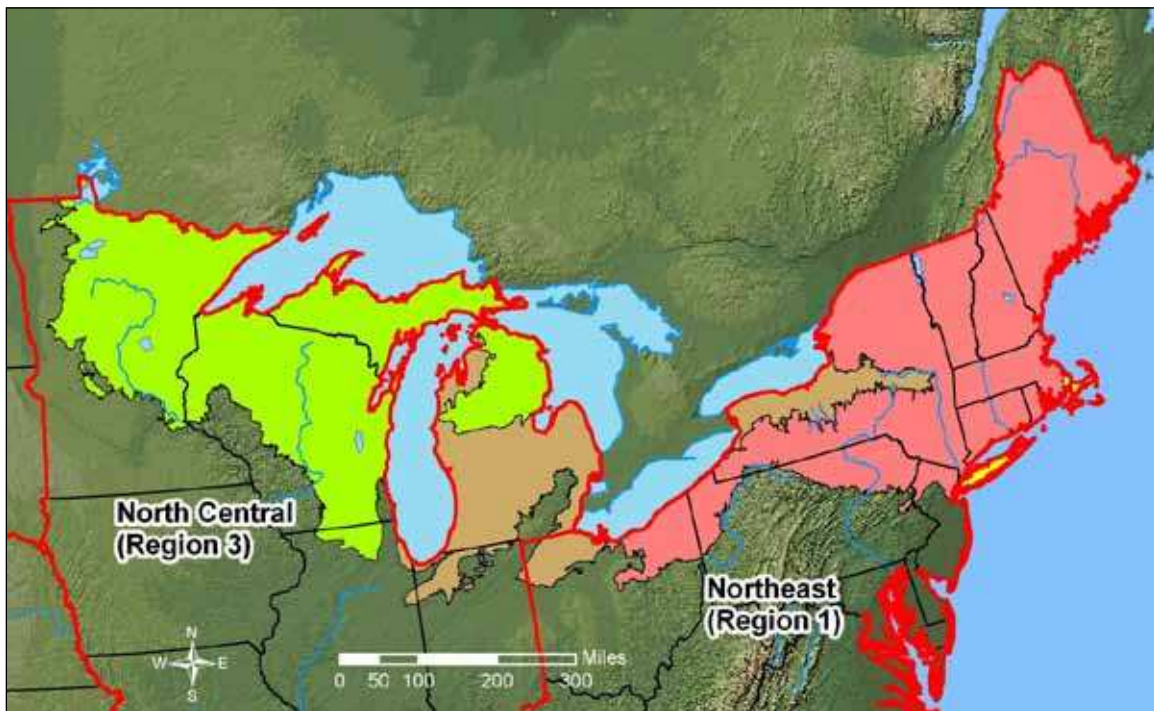 North Central
(Region 3)
Northeast
(Region 1)
N
W E
S
Miles
0 50 100 200 300